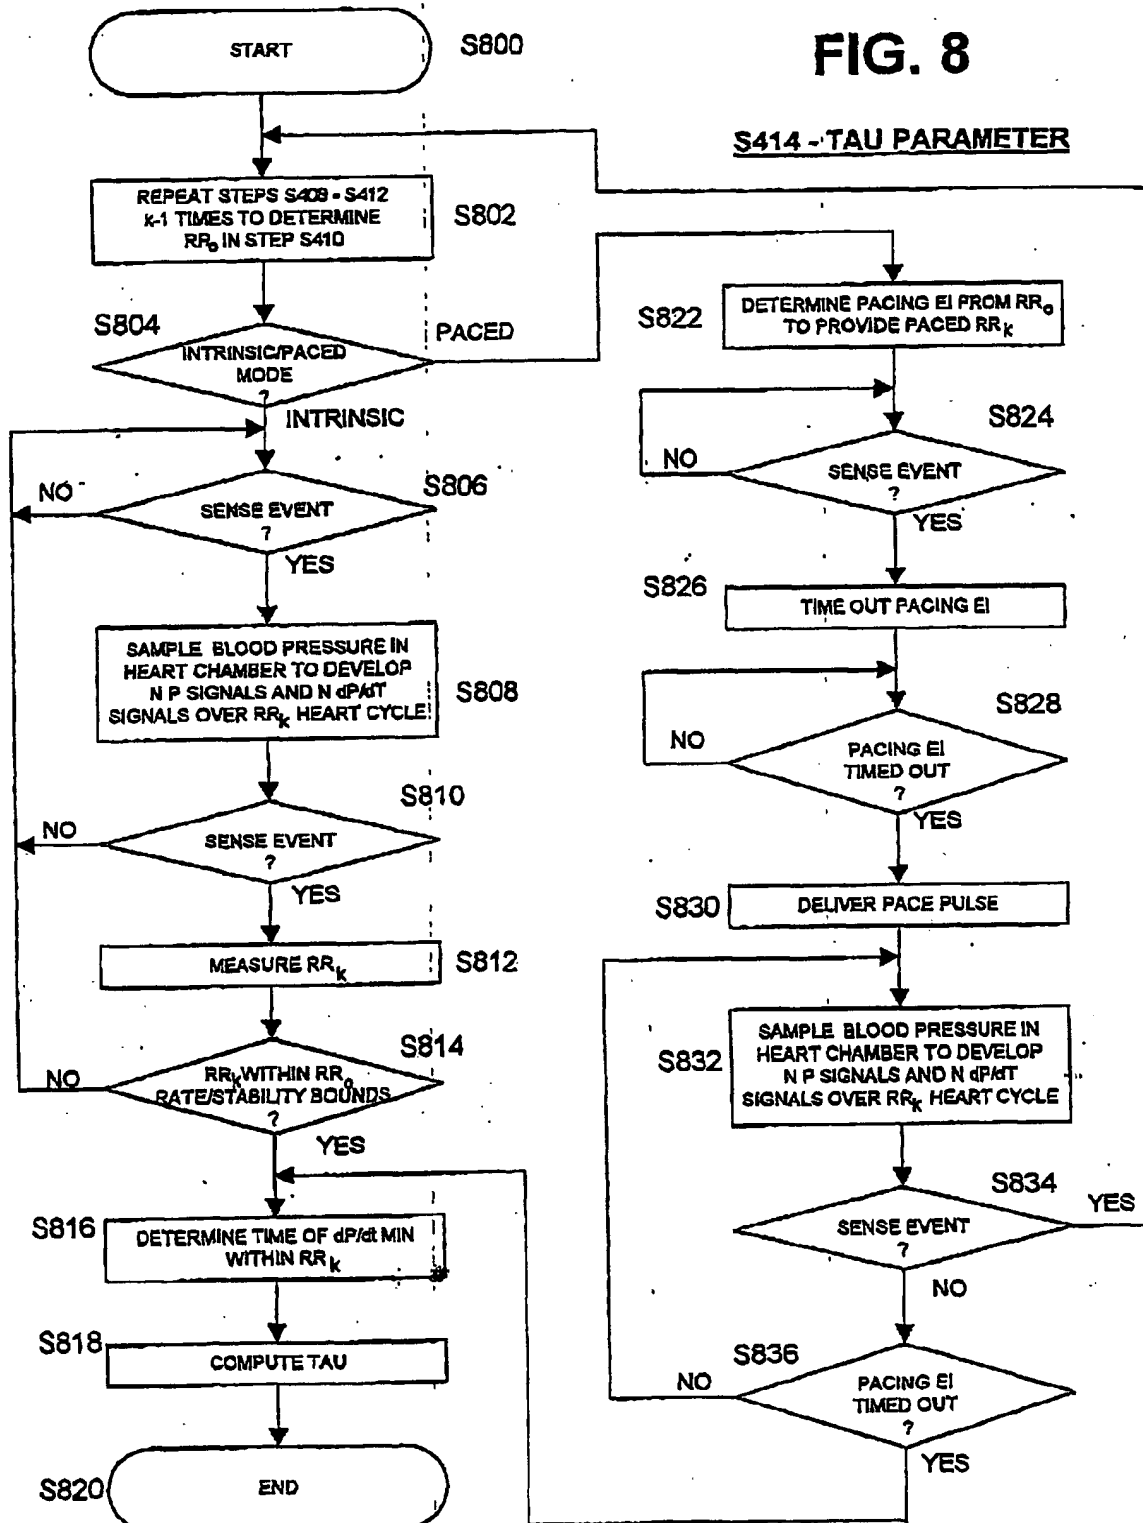 FIG. 8
S414 - TAU PARAMETER
START
S800
REPEAT STEPS S408 - S412
k-1 TIMES TO DETERMINE
RRo IN STEP S410
S802
S804
INTRINSIC/PACED
MODE
?
PACED
INTRINSIC
S806
SENSE EVENT
?
NO
YES
SAMPLE BLOOD PRESSURE IN
HEART CHAMBER TO DEVELOP
N P SIGNALS AND N dP/dT
SIGNALS OVER RRk HEART CYCLE
S808
S810
SENSE EVENT
?
NO
YES
MEASURE RRk
S812
S814
RRk WITHIN RRo
RATE/STABILITY BOUNDS
?
NO
YES
S816
DETERMINE TIME OF dP/dt MIN
WITHIN RRk
S818
COMPUTE TAU
S820
END
S822
DETERMINE PACING EI FROM RRo
TO PROVIDE PACED RRk
S824
SENSE EVENT
?
NO
YES
S826
TIME OUT PACING EI
S828
PACING EI
TIMED OUT
?
NO
YES
S830
DELIVER PACE PULSE
S832
SAMPLE BLOOD PRESSURE IN
HEART CHAMBER TO DEVELOP
N P SIGNALS AND N dP/dT
SIGNALS OVER RRk HEART CYCLE
S834
SENSE EVENT
?
YES
NO
S836
PACING EI
TIMED OUT
?
NO
YES